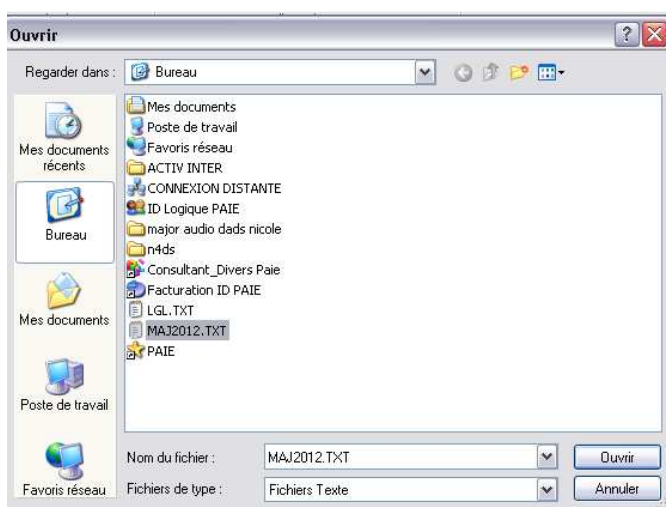 Ouvrir
Regarder dans :
Bureau
Mes documents récents
Bureau
Mes documents
Poste de travail
Favoris réseau
Mes documents
Poste de travail
Favoris réseau
ACTIV INTER
CONNEXION DISTANTE
ID Logique PAIE
major audio dads nicole
n4ds
Consultant_Divers Paie
Facturation ID PAIE
LGL.TXT
MAJ2012.TXT
PAIE
Nom du fichier :
MAJ2012.TXT
Ouvrir
Fichiers de type :
Fichiers Texte
Annuler